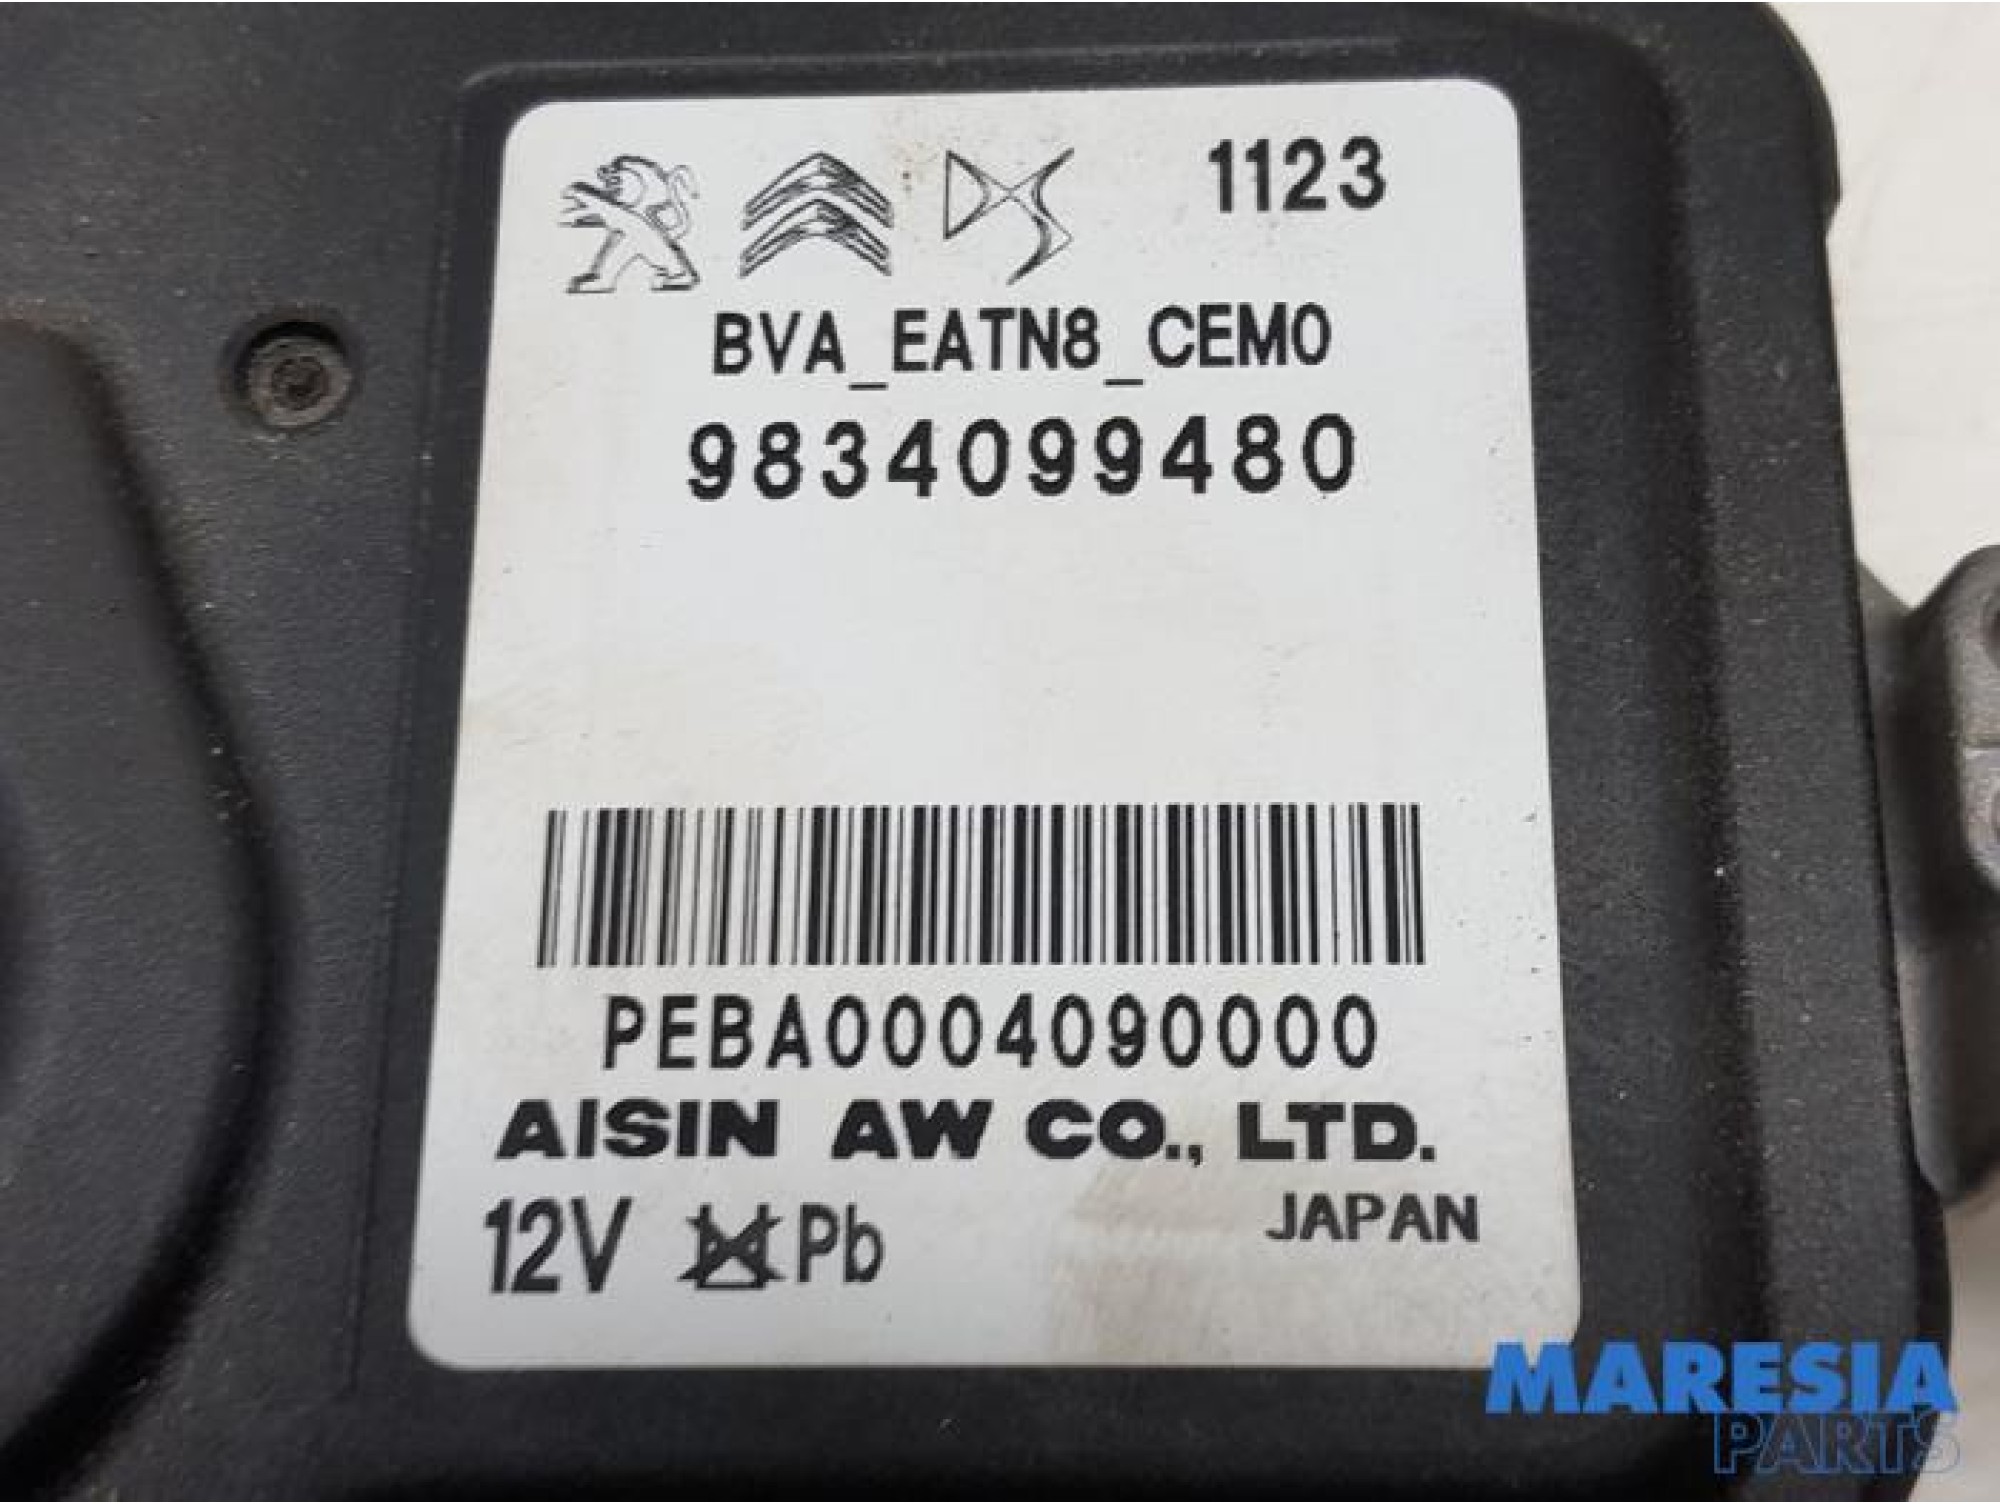 1123
BVA_EATN8_CEM0
9834099480
PEBA0004090000
AISIN AW CO., LTD.
12V Pb JAPAN
MARESIA
PARTS